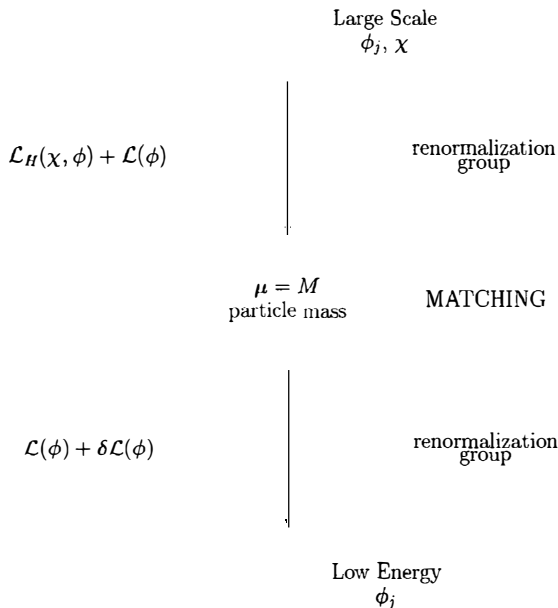 Large Scale
ϕ_j, χ
ℒ_H(χ, ϕ) + ℒ(ϕ)
renormalization
group
μ = M
particle mass
MATCHING
ℒ(ϕ) + δℒ(ϕ)
renormalization
group
Low Energy
ϕ_j